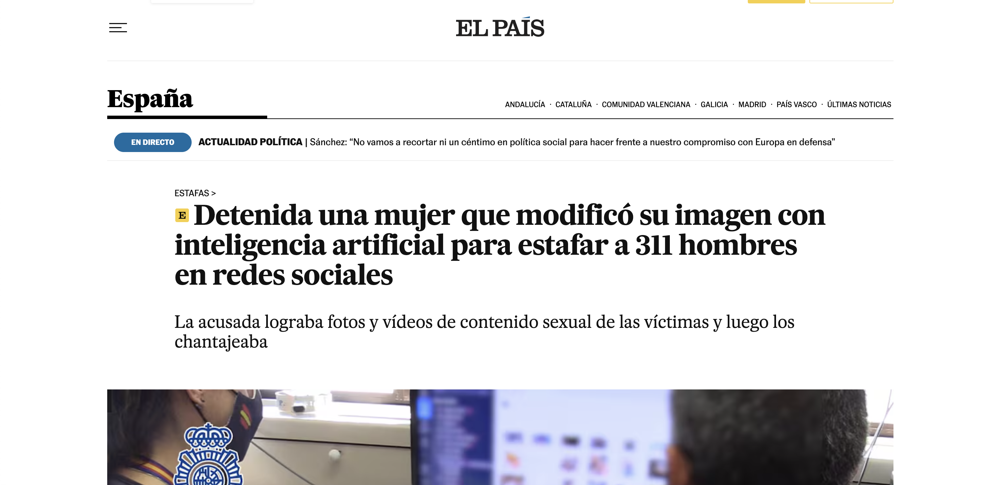 EL PAÍS
España
ANDALUCÍA · CATALUÑA · COMUNIDAD VALENCIANA · GALICIA · MADRID · PAÍS VASCO · ÚLTIMAS NOTICIAS
EN DIRECTO ACTUALIDAD POLÍTICA | Sánchez: “No vamos a recortar ni un céntimo en política social para hacer frente a nuestro compromiso con Europa en defensa”
ESTAFAS >
E Detenida una mujer que modificó su imagen con
inteligencia artificial para estafar a 311 hombres
en redes sociales
La acusada lograba fotos y vídeos de contenido sexual de las víctimas y luego los
chantajeaba